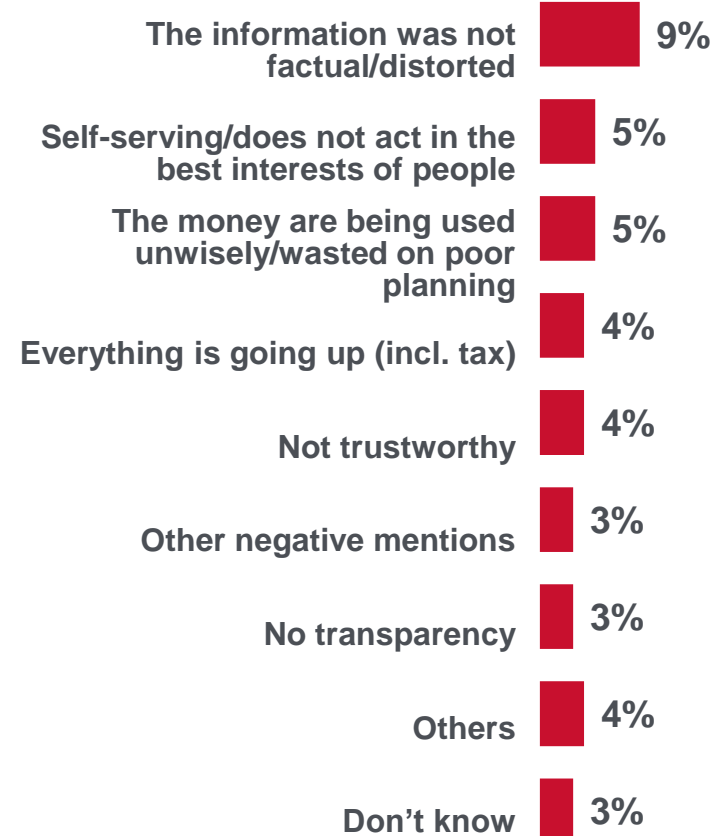 The information was not
factual/distorted
9%
Self-serving/does not act in the
best interests of people
5%
The money are being used
unwisely/wasted on poor
planning
5%
Everything is going up (incl. tax)
4%
Not trustworthy
4%
Other negative mentions
3%
No transparency
3%
Others
4%
Don’t know
3%